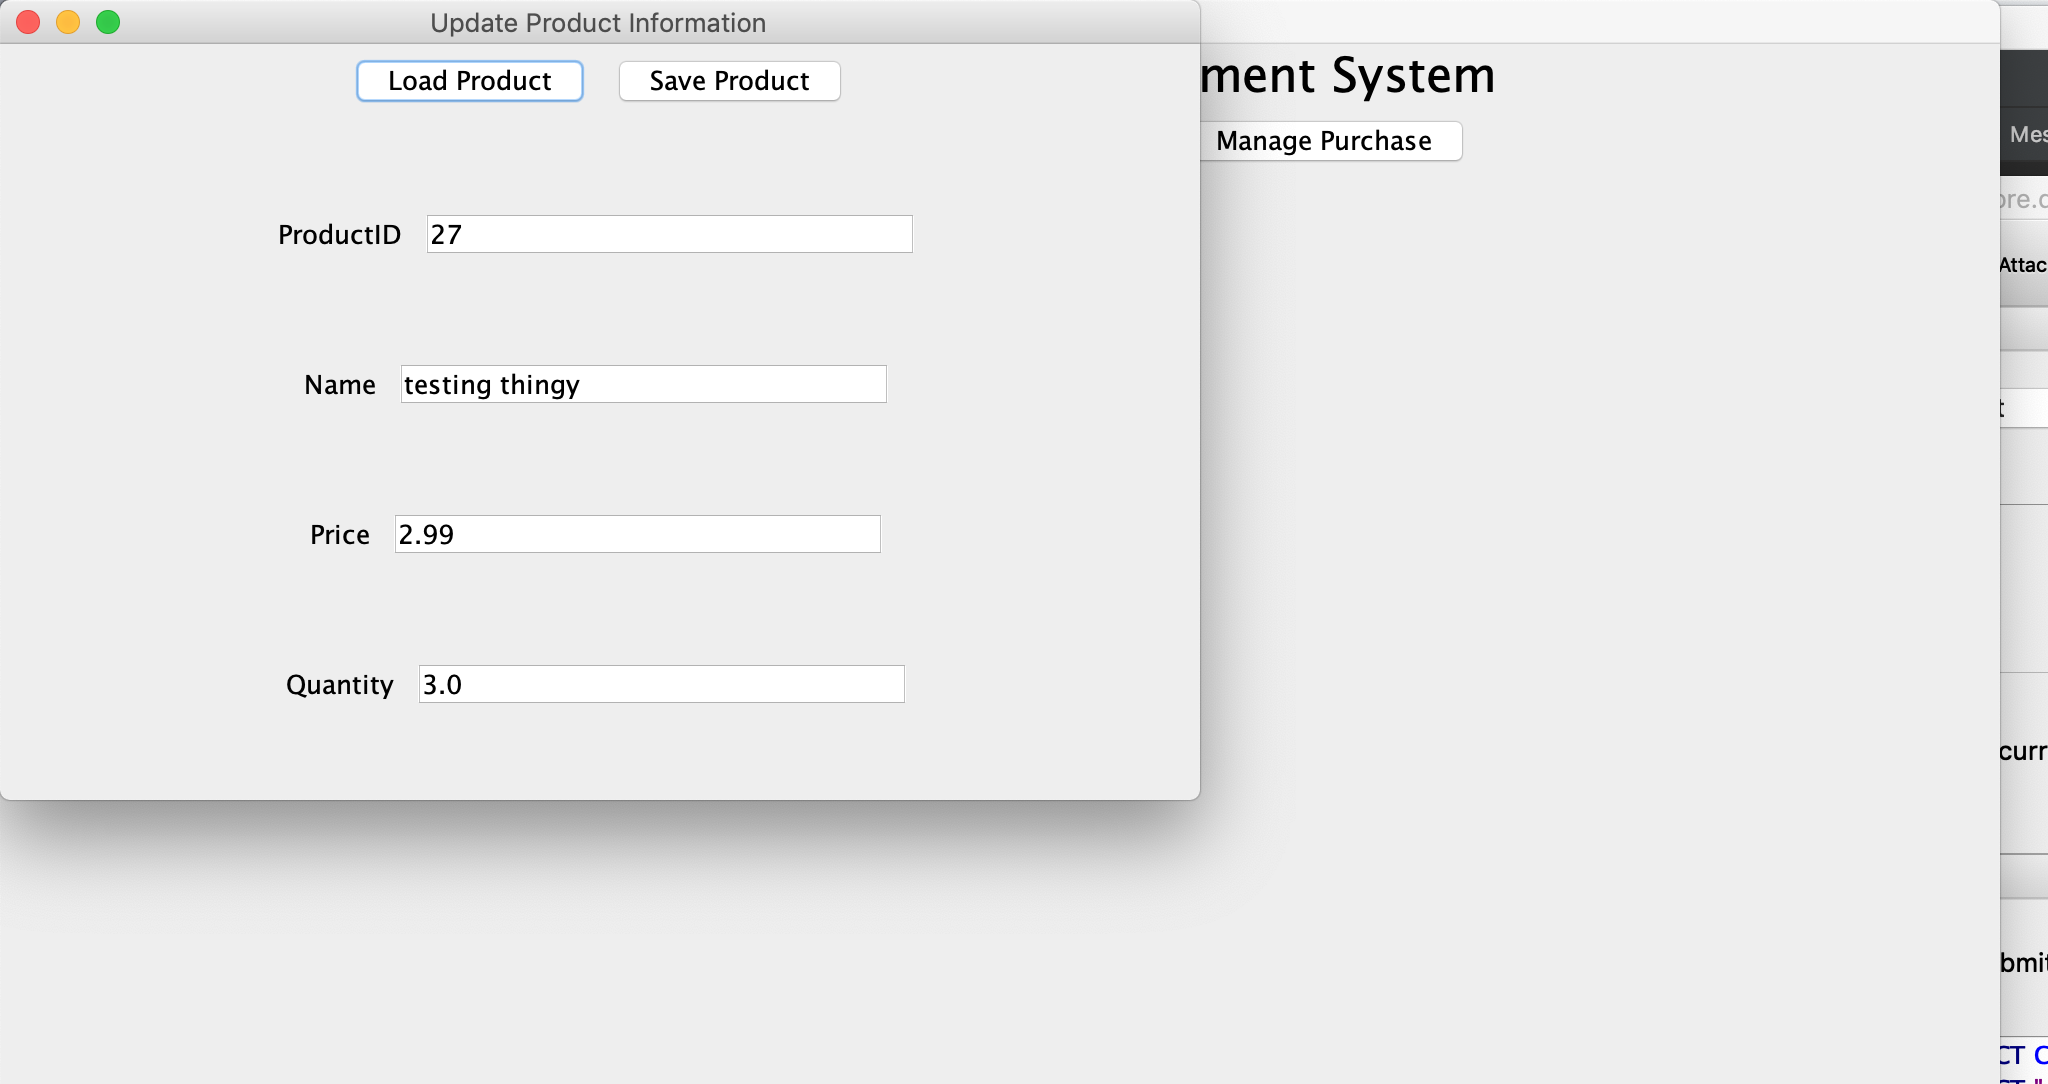 Update Product Information
Load Product
Save Product
ProductID
27
Name
testing thingy
Price
2.99
Quantity
3.0
ment System
Manage Purchase
Mes
ore.c
Attac
t
curr
bmit
CT